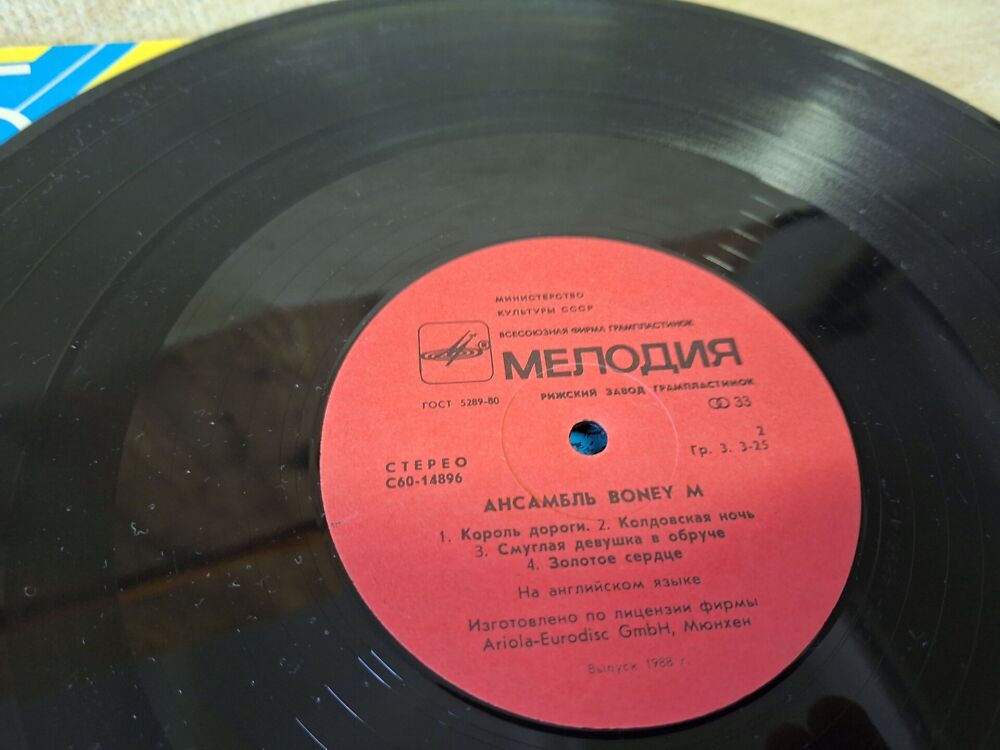 МИНИСТЕРСТВО
КУЛЬТУРЫ СССР
ВСЕСОЮЗНАЯ ФИРМА ГРАМПЛАСТИНОК
МЕЛОДИЯ
РИЖСКИЙ ЗАВОД ГРАМПЛАСТИНОК
ГОСТ 5289-80
33
2
Гр. 3. 3-25
СТЕРЕО
С60-14896
АНСАМБЛЬ BONEY M
1. Король дороги. 2. Колдовская ночь
3. Смуглая девушка в обруче
4. Золотое сердце
На английском языке
Изготовлено по лицензии фирмы
Ariola-Eurodisc GmbH, Мюнхен
Выпуск 1988 г.